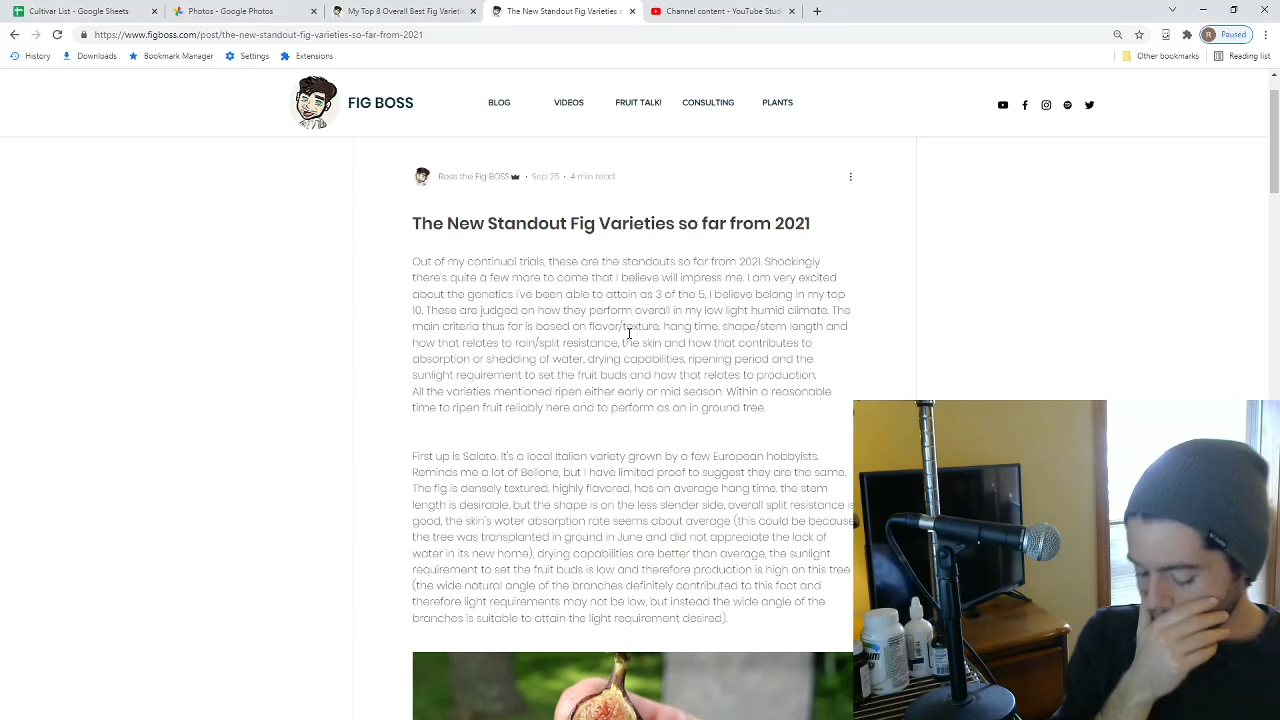 Cultivar List - Google Sheets
Photos - Google Photos
My Top 8 Overall Best Fig Varietie
The New Standout Fig Varieties s
Channel content - YouTube Stud
https://www.figboss.com/post/the-new-standout-fig-varieties-so-far-from-2021
R Paused
History Downloads Bookmark Manager Settings Extensions Other bookmarks Reading list
FIG BOSS
BLOG VIDEOS FRUIT TALK! CONSULTING PLANTS
Ross the Fig BOSS · Sep 25 · 4 min read
The New Standout Fig Varieties so far from 2021
Out of my continual trials, these are the standouts so far from 2021. Shockingly
there's quite a few more to come that I believe will impress me. I am very excited
about the genetics I've been able to attain as 3 of the 5, I believe belong in my top
10. These are judged on how they perform overall in my low light humid climate. The
main criteria thus far is based on flavor/texture, hang time, shape/stem length and
how that relates to rain/split resistance, the skin and how that contributes to
absorption or shedding of water, drying capabilities, ripening period and the
sunlight requirement to set the fruit buds and how that relates to production.
All the varieties mentioned ripen either early or mid season. Within a reasonable
time to ripen fruit reliably here and to perform as an in ground tree.
First up is Salato. It's a local Italian variety grown by a few European hobbyists.
Reminds me a lot of Bellone, but I have limited proof to suggest they are the same.
The fig is densely textured, highly flavored, has an average hang time, the stem
length is desirable, but the shape is on the less slender side, overall split resistance is
good, the skin's water absorption rate seems about average (this could be because
the tree was transplanted in ground in June and did not appreciate the lack of
water in its new home), drying capabilities are better than average, the sunlight
requirement to set the fruit buds is low and therefore production is high on this tree
(the wide natural angle of the branches definitely contributed to this fact and
therefore light requirements may not be low, but instead the wide angle of the
branches is suitable to attain the light requirement desired).